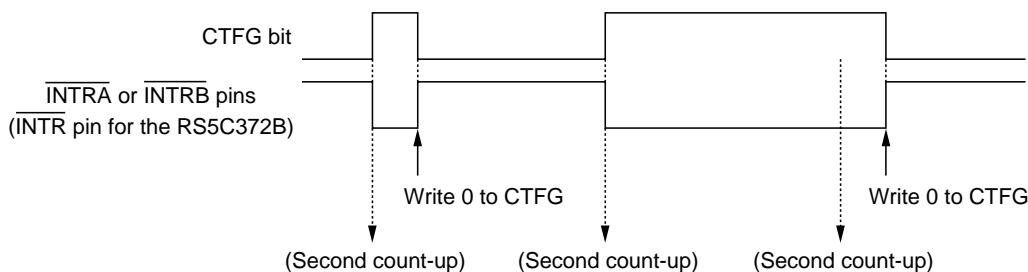 CTFG bit
INTRA or INTRB pins
(INTR pin for the RS5C372B)
Write 0 to CTFG
Write 0 to CTFG
(Second count-up)
(Second count-up)
(Second count-up)